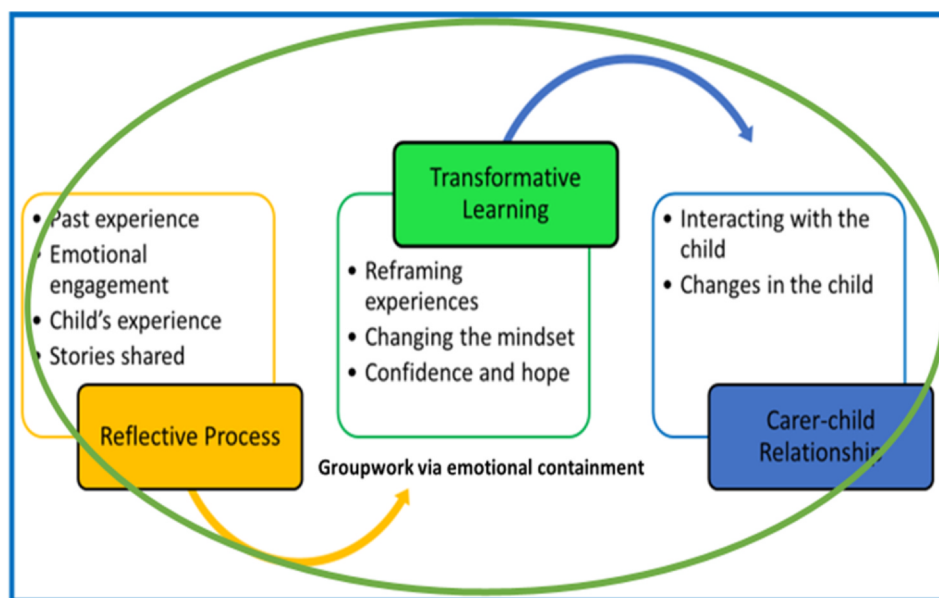 • Past experience
• Emotional
engagement
• Child's experience
• Stories shared
Reflective Process
Transformative
Learning
• Reframing
experiences
• Changing the mindset
• Confidence and hope
Groupwork via emotional containment
• Interacting with the
child
• Changes in the child
Carer-child
Relationship